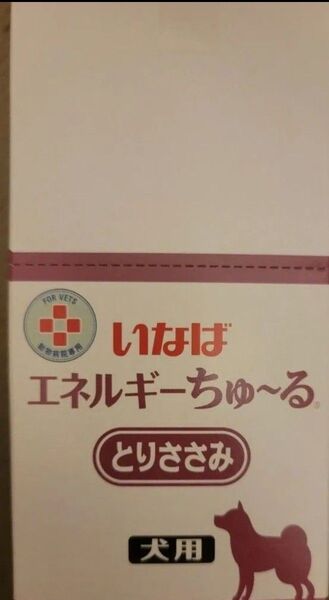 FOR VETS
動物病院専用
いなば
エネルギーちゅ〜る®
とりささみ
犬用